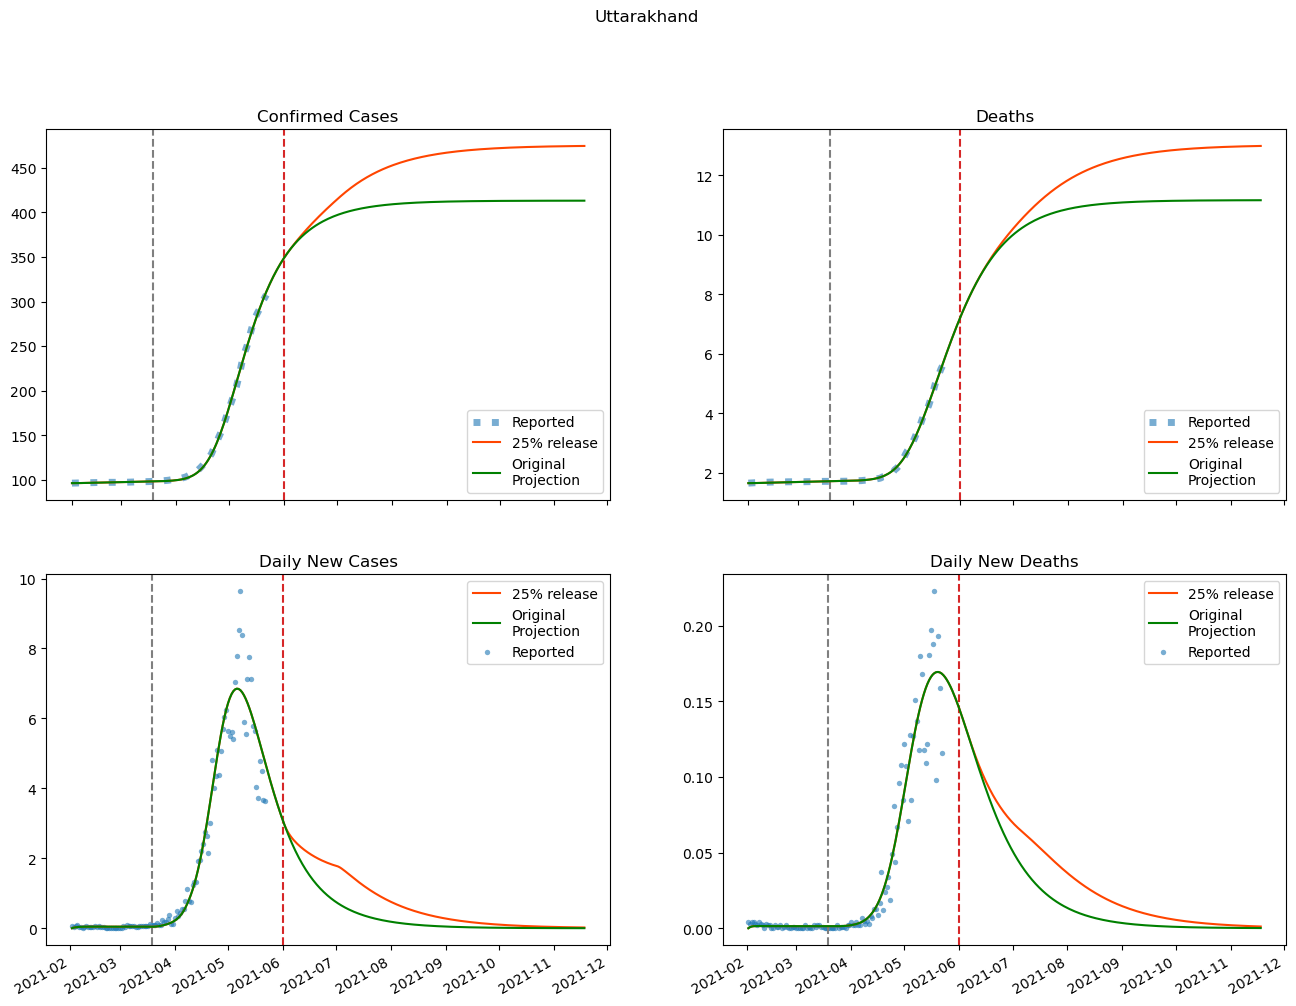 Uttarakhand
Confirmed Cases
450
400
350
300
250
200
150
100
Reported
25% release
Original
Projection
Deaths
12
10
8
6
4
2
Reported
25% release
Original
Projection
Daily New Cases
10
8
6
4
2
0
25% release
Original
Projection
Reported
2021-02
2021-03
2021-04
2021-05
2021-06
2021-07
2021-08
2021-09
2021-10
2021-11
2021-12
Daily New Deaths
0.20
0.15
0.10
0.05
0.00
25% release
Original
Projection
Reported
2021-02
2021-03
2021-04
2021-05
2021-06
2021-07
2021-08
2021-09
2021-10
2021-11
2021-12